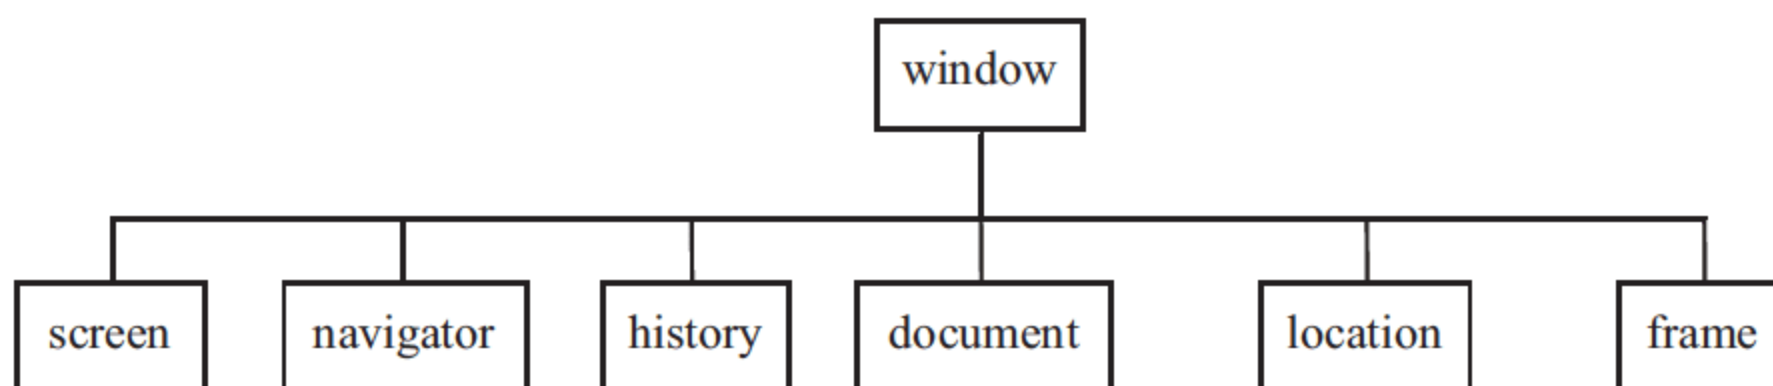 window
screen
navigator
history
document
location
frame